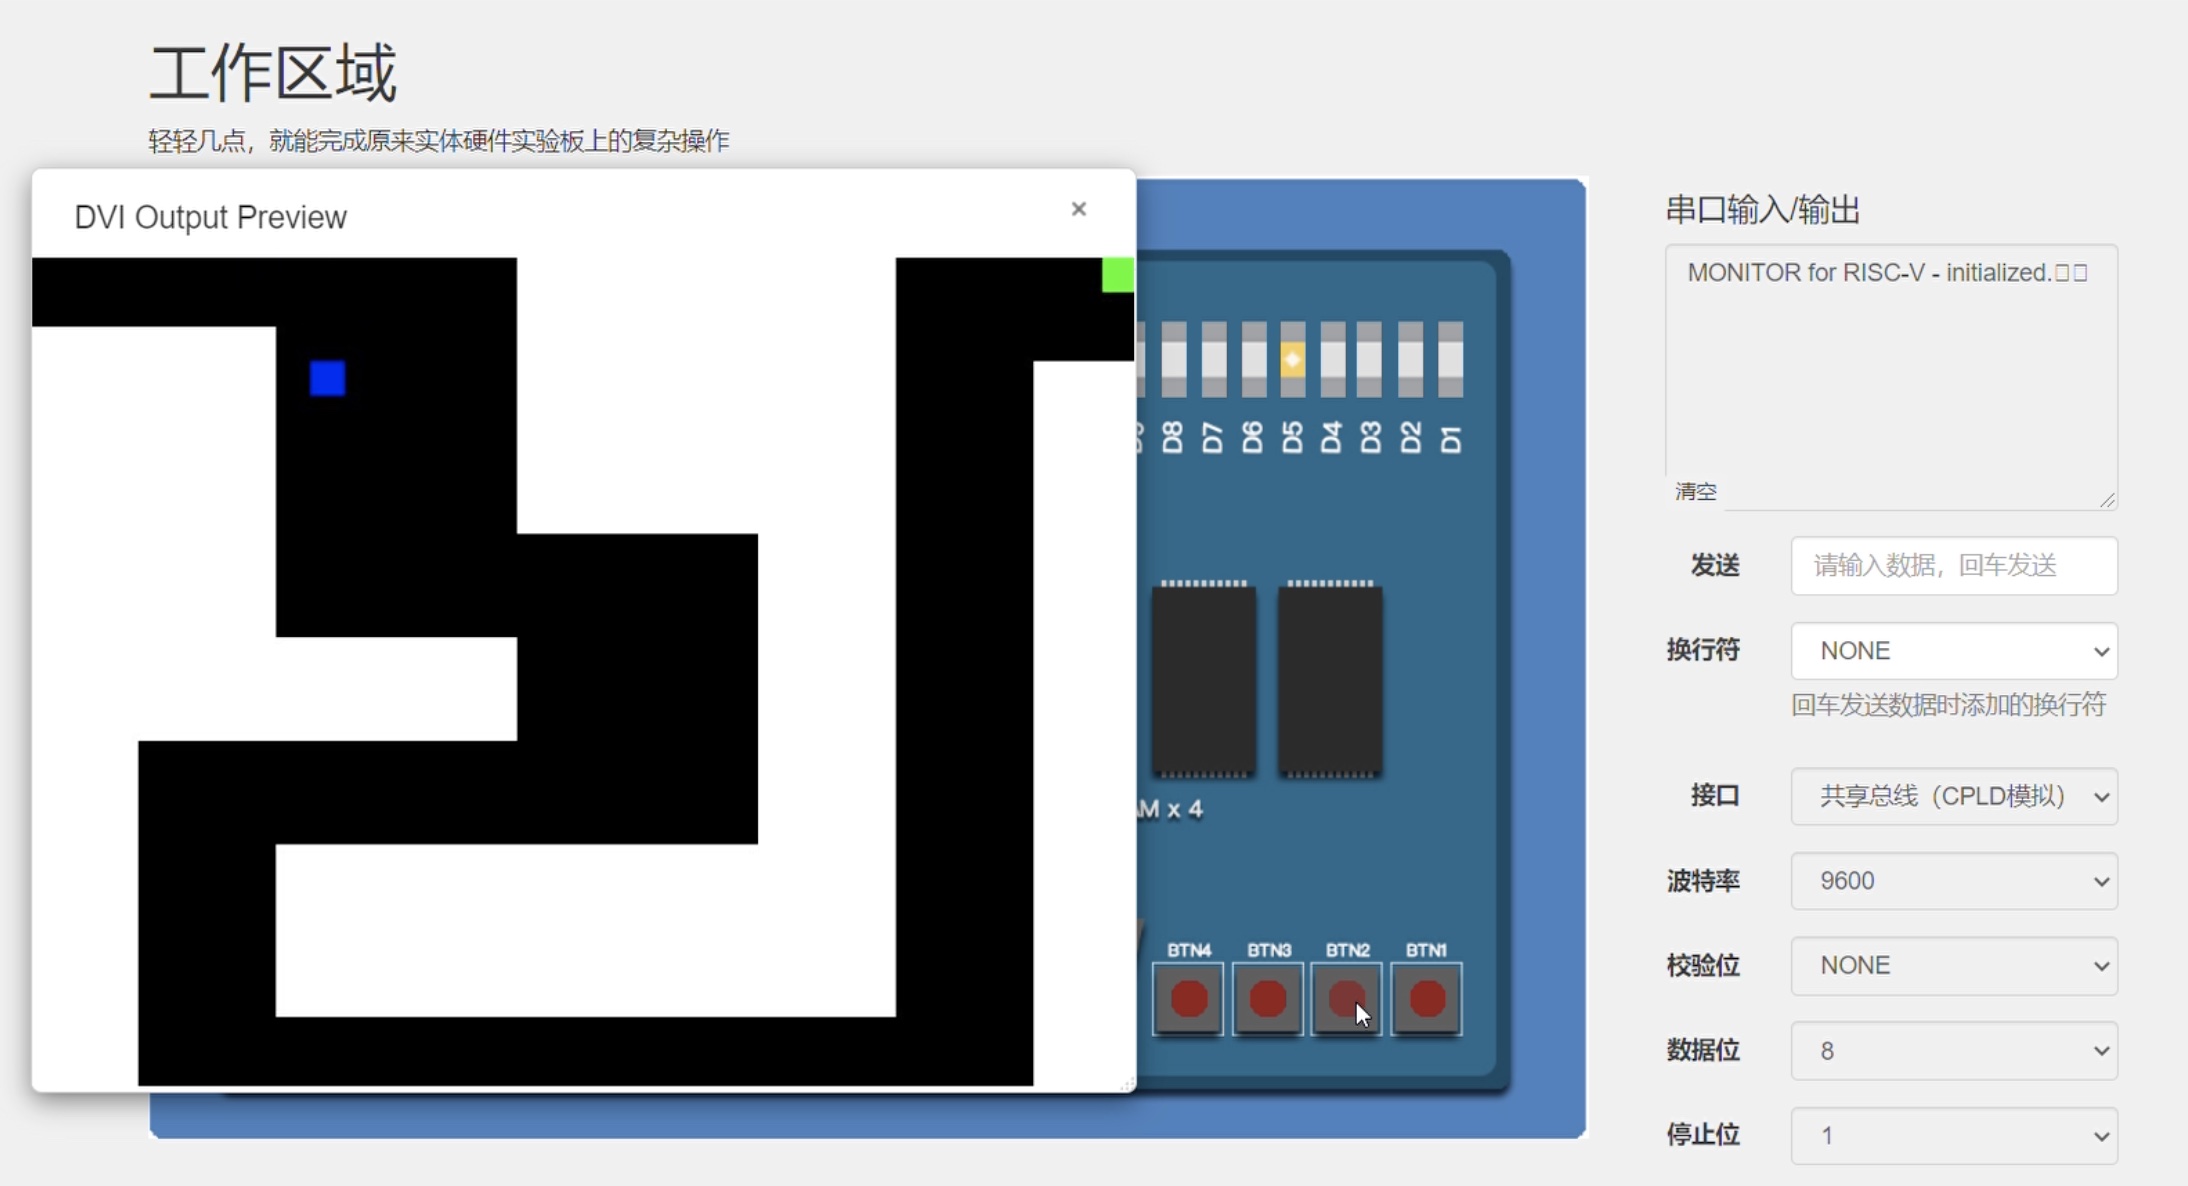 工作区域
轻轻几点，就能完成原来实体硬件实验板上的复杂操作
DVI Output Preview
×
D8 D7 D6 D5 D4 D3 D2 D1
M x 4
BTN4 BTN3 BTN2 BTN1
串口输入/输出
MONITOR for RISC-V - initialized.
清空
发送 请输入数据，回车发送
换行符 NONE
回车发送数据时添加的换行符
接口 共享总线（CPLD模拟）
波特率 9600
校验位 NONE
数据位 8
停止位 1